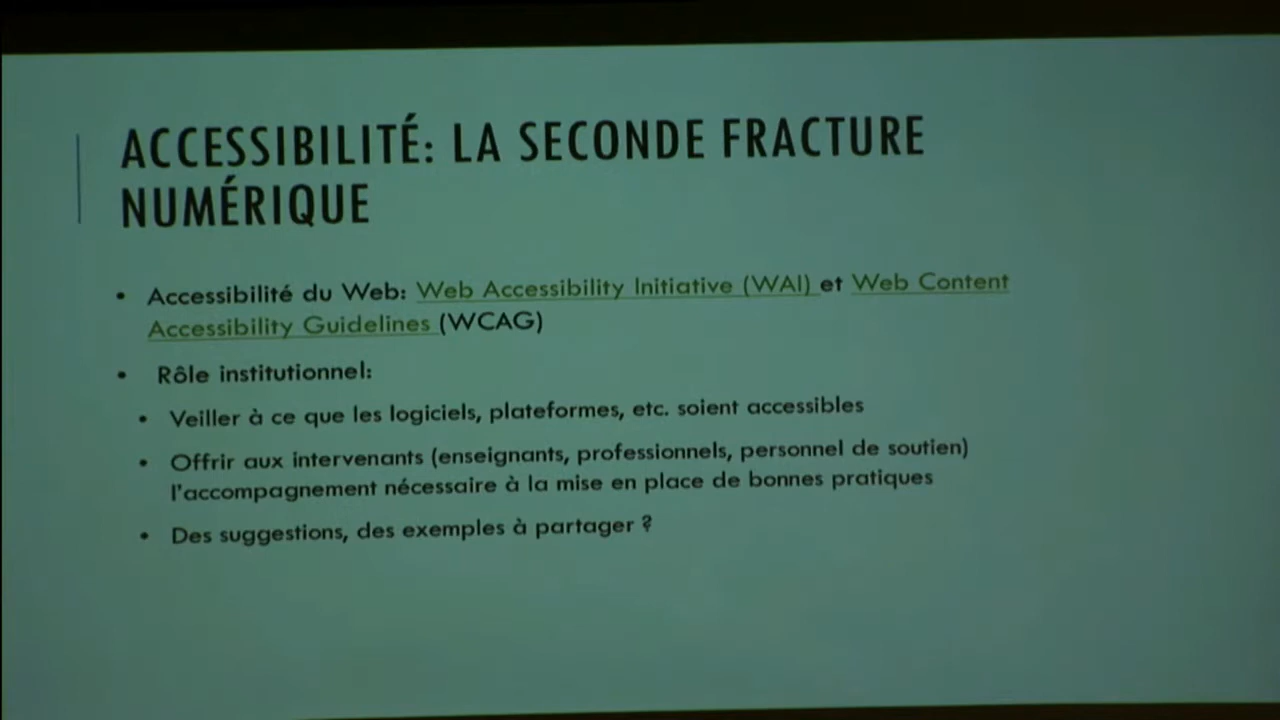 ACCESSIBILITÉ: LA SECONDE FRACTURE
NUMÉRIQUE
• Accessibilité du Web: Web Accessibility Initiative (WAI) et Web Content
Accessibility Guidelines (WCAG)
• Rôle institutionnel:
• Veiller à ce que les logiciels, plateformes, etc. soient accessibles
• Offrir aux intervenants (enseignants, professionnels, personnel de soutien)
l'accompagnement nécessaire à la mise en place de bonnes pratiques
• Des suggestions, des exemples à partager ?